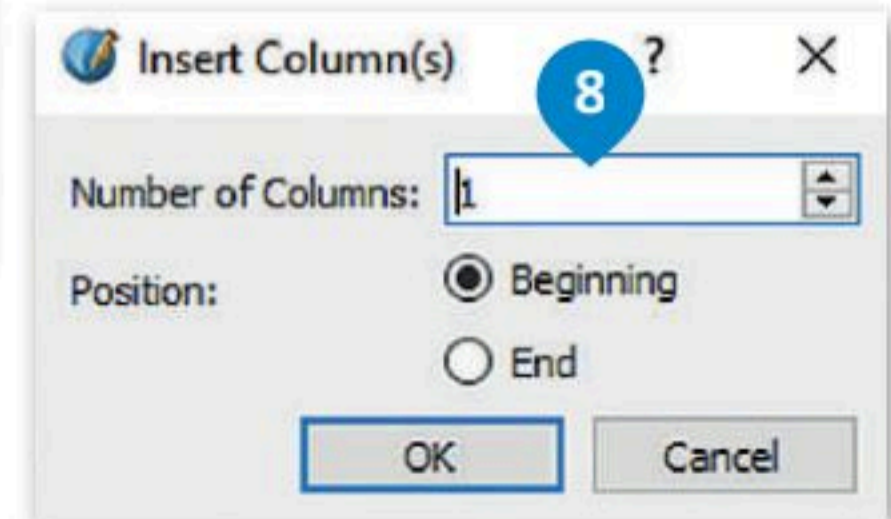 Insert Column(s) ? X
8
Number of Columns: 1
Position: Beginning
End
OK Cancel